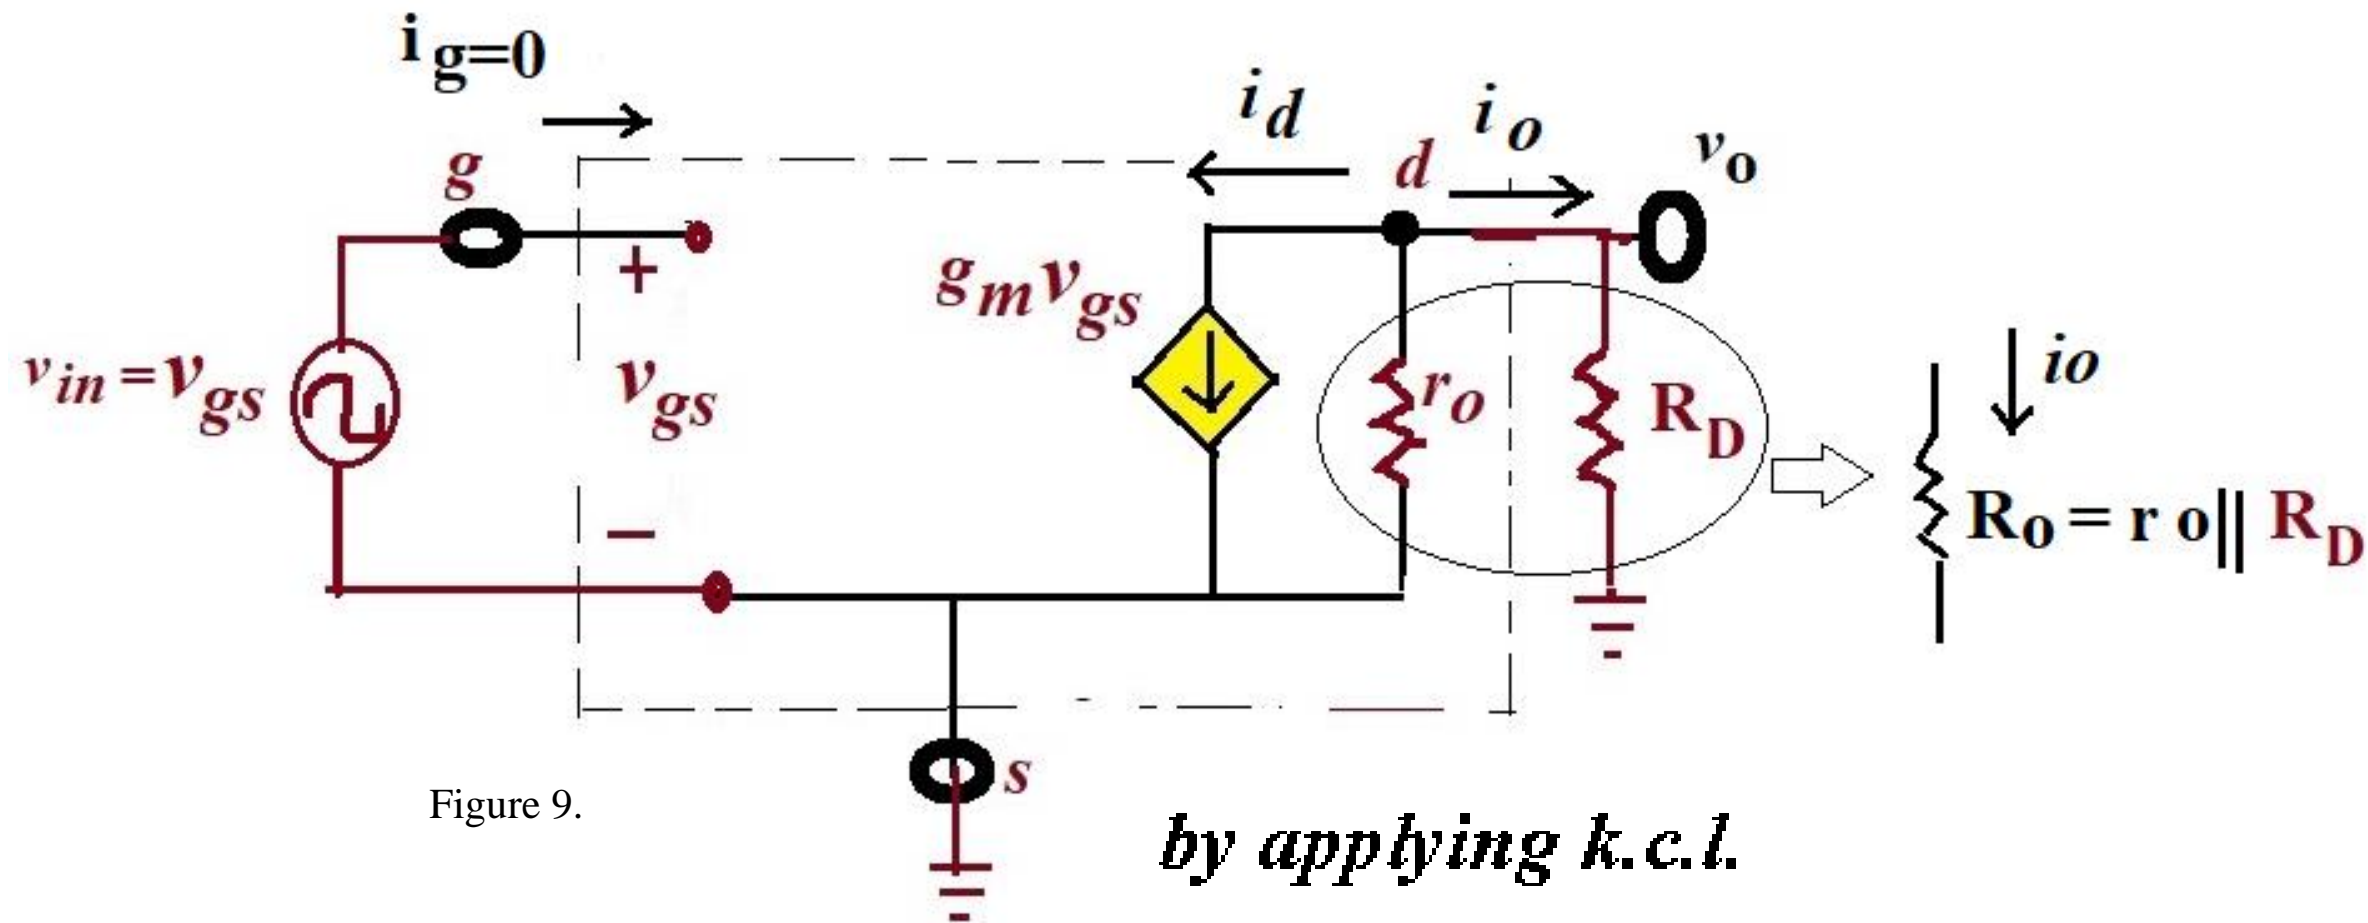 i g=0
i d
i o
g
d
v o
+
g m v gs
v in = v gs
v gs
r o
R D
io
R o = r o || R D
−
s
Figure 9.
by applying k.c.l.